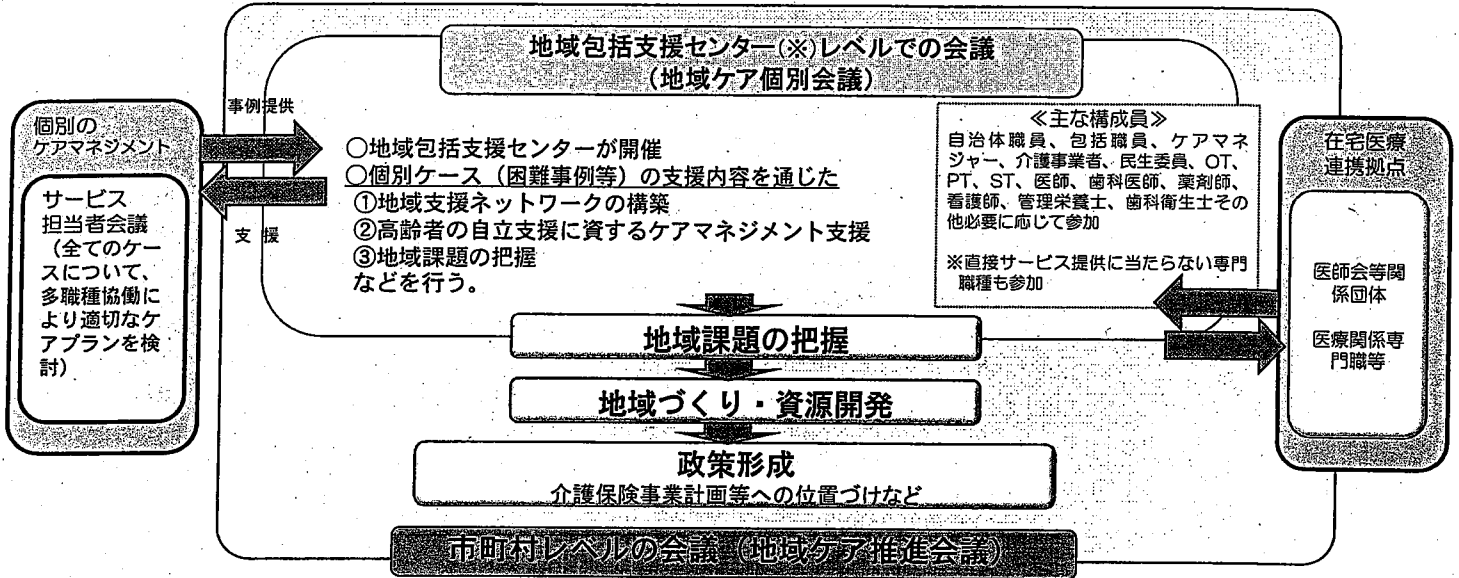 地域包括支援センター(※)レベルでの会議
(地域ケア個別会議)
事例提供
支 援
個別の
ケアマネジメント
サービス
担当者会議
(全てのケー
スについて、
多職種協働に
より適切なケ
アプランを検
討)
○地域包括支援センターが開催
○個別ケース(困難事例等)の支援内容を通じた
①地域支援ネットワークの構築
②高齢者の自立支援に資するケアマネジメント支援
③地域課題の把握
などを行う。
≪主な構成員≫
自治体職員、包括職員、ケアマネ
ジャー、介護事業者、民生委員、OT、
PT、ST、医師、歯科医師、薬剤師、
看護師、管理栄養士、歯科衛生士その
他必要に応じて参加
※直接サービス提供に当たらない専門
職種も参加
在宅医療
連携拠点
医師会等関
係団体
医療関係専
門職等
地域課題の把握
地域づくり・資源開発
政策形成
介護保険事業計画等への位置づけなど
市町村レベルの会議(地域ケア推進会議)